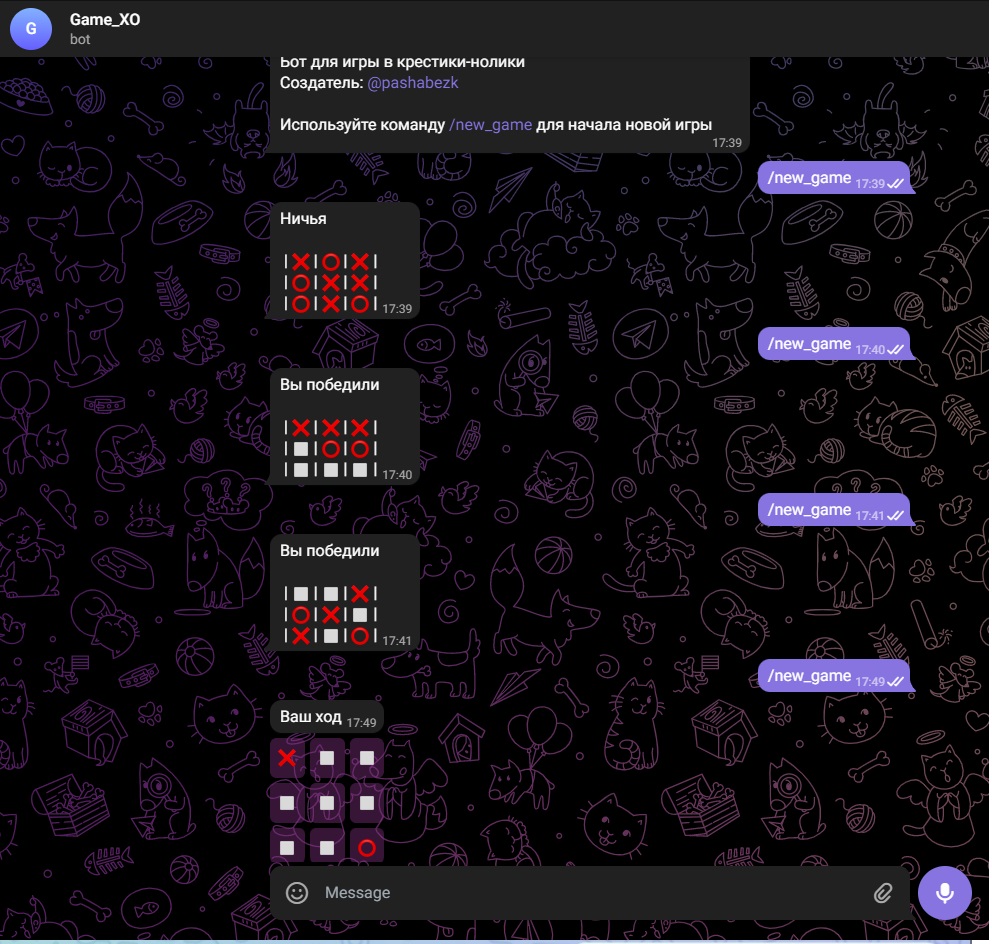 G
Game_XO
bot
Бот для игры в крестики-нолики
Создатель: @pashabezk
Используйте команду /new_game для начала новой игры
17:39
/new_game 17:39
Ничья
|❌|⭕|❌|
|⭕|❌|❌|
|⭕|❌|⭕| 17:39
/new_game 17:40
Вы победили
|❌|❌|❌|
|◻|⭕|⭕|
|◻|◻|◻| 17:40
/new_game 17:41
Вы победили
|◻|◻|❌|
|⭕|❌|◻|
|❌|◻|⭕| 17:41
/new_game 17:49
Ваш ход 17:49
❌ ◻ ◻
◻ ◻ ◻
◻ ◻ ⭕
Message